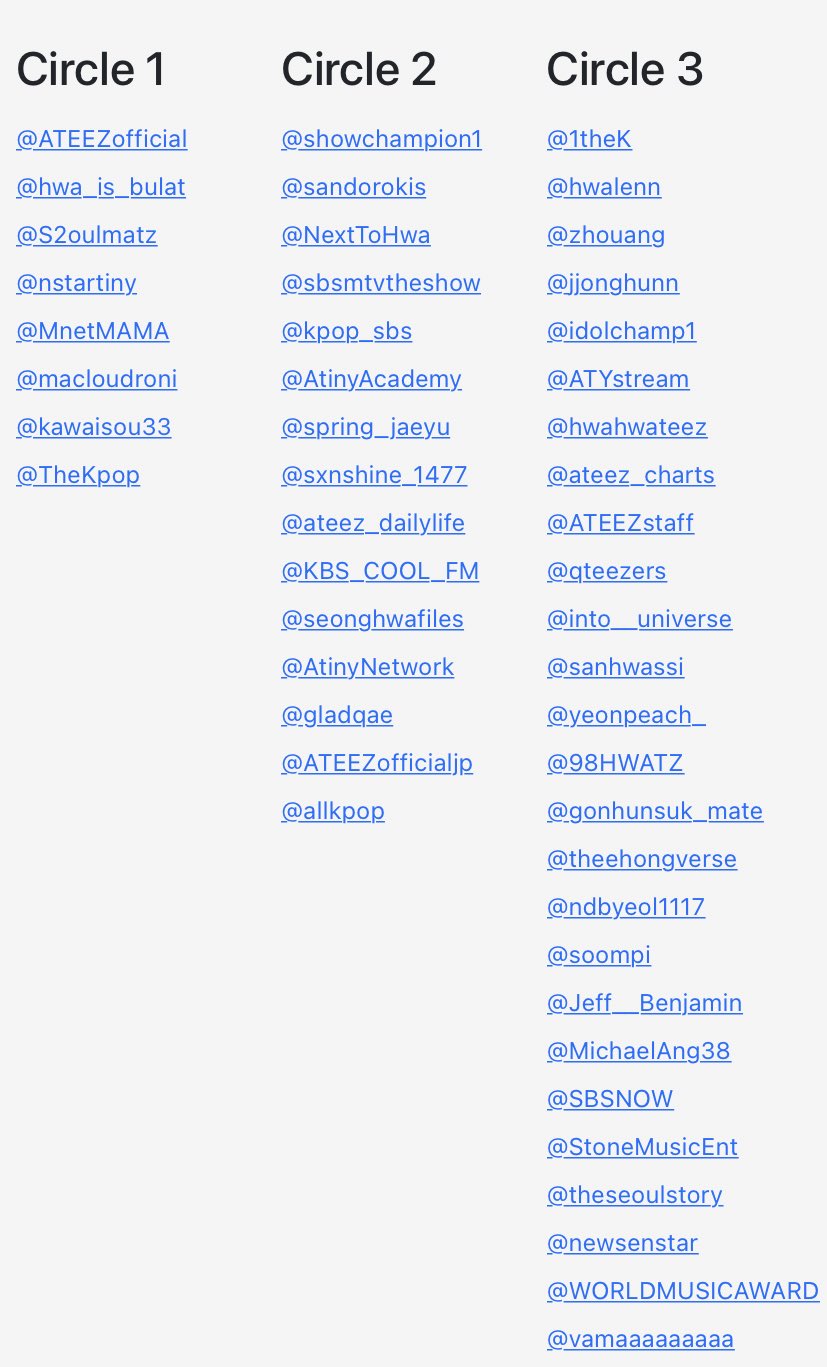 Circle 1
@ATEEZofficial
@hwa_is_bulat
@S2oulmatz
@nstartiny
@MnetMAMA
@macloudroni
@kawaisou33
@TheKpop
Circle 2
@showchampion1
@sandorokis
@NextToHwa
@sbsmtvtheshow
@kpop_sbs
@AtinyAcademy
@spring_jaeyu
@sxnshine_1477
@ateez_dailylife
@KBS_COOL_FM
@seonghwafiles
@AtinyNetwork
@gladqae
@ATEEZofficialjp
@allkpop
Circle 3
@1theK
@hwalenn
@zhouang
@jjonghunn
@idolchamp1
@ATYstream
@hwahwateez
@ateez_charts
@ATEEZstaff
@qteezers
@into__universe
@sanhwassi
@yeonpeach_
@98HWATZ
@gonhunsuk_mate
@theehongverse
@ndbyeol1117
@soompi
@Jeff__Benjamin
@MichaelAng38
@SBSNOW
@StoneMusicEnt
@theseoulstory
@newsenstar
@WORLDMUSICAWARD
@vamaaaaaaaaa